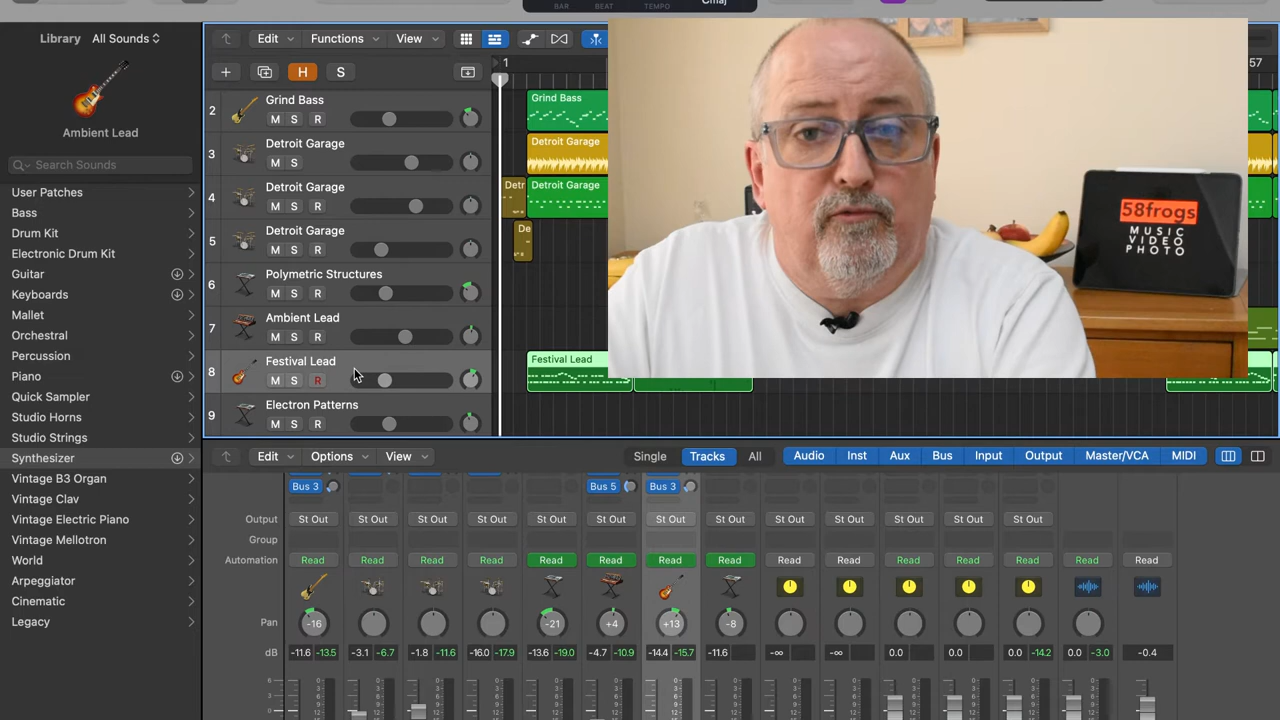 BAR BEAT TEMPO Cmaj
Library All Sounds
Ambient Lead
Search Sounds
User Patches
Bass
Drum Kit
Electronic Drum Kit
Guitar
Keyboards
Mallet
Orchestral
Percussion
Piano
Quick Sampler
Studio Horns
Studio Strings
Synthesizer
Vintage B3 Organ
Vintage Clav
Vintage Electric Piano
Vintage Mellotron
World
Arpeggiator
Cinematic
Legacy
Edit Functions View
H S
1 57
2 Grind Bass
M S R
3 Detroit Garage
M S
4 Detroit Garage
M S R
5 Detroit Garage
M S R
6 Polymetric Structures
M S R
7 Ambient Lead
M S R
8 Festival Lead
M S R
9 Electron Patterns
M S R
Grind Bass
Detroit Garage
Detr Detroit Garage
De
Festival Lead
58frogs
MUSIC
VIDEO
PHOTO
Edit Options View Single Tracks All Audio Inst Aux Bus Input Output Master/VCA MIDI
Bus 3 Bus 5 Bus 3
Output St Out St Out St Out St Out St Out St Out St Out St Out St Out St Out St Out St Out St Out
Group
Automation Read Read Read Read Read Read Read Read Read Read Read Read Read Read Read
Pan -16 -21 +4 +13 -8
dB -11.6 -13.5 -3.1 -6.7 -1.8 -11.6 -16.0 -17.9 -13.6 -19.0 -4.7 -10.9 -14.4 -15.7 -11.6 -∞ -∞ 0.0 0.0 0.0 -14.2 0.0 -3.0 -0.4
6
3
0